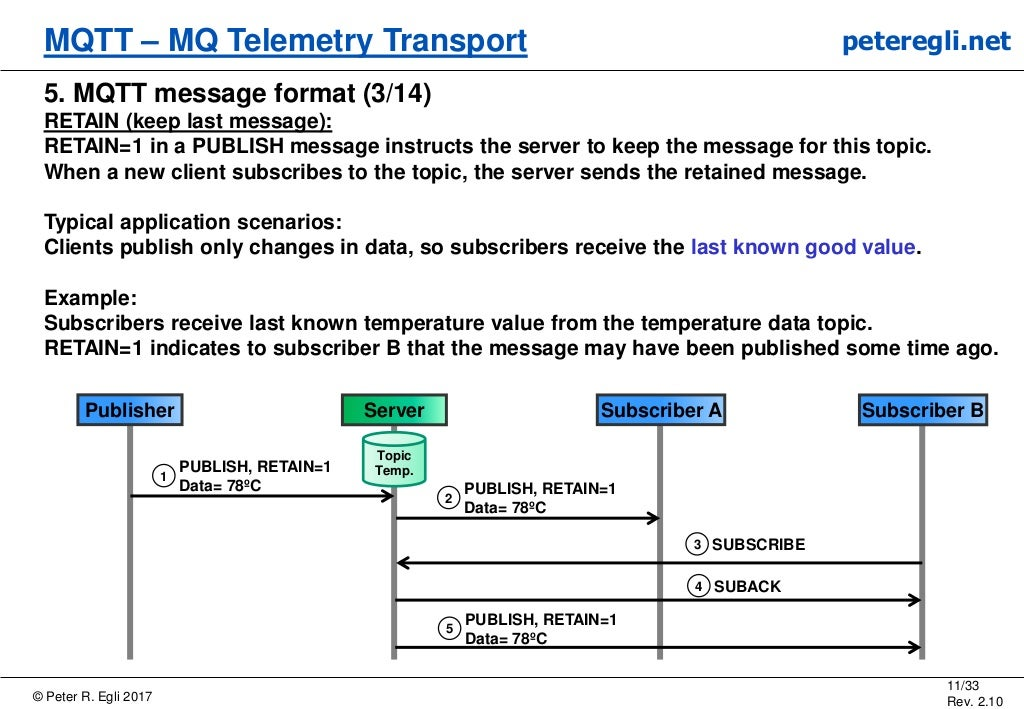 MQTT – MQ Telemetry Transport
peteregli.net
5. MQTT message format (3/14)
RETAIN (keep last message):
RETAIN=1 in a PUBLISH message instructs the server to keep the message for this topic.
When a new client subscribes to the topic, the server sends the retained message.
Typical application scenarios:
Clients publish only changes in data, so subscribers receive the last known good value.
Example:
Subscribers receive last known temperature value from the temperature data topic.
RETAIN=1 indicates to subscriber B that the message may have been published some time ago.
Publisher
Server
Subscriber A
Subscriber B
Topic
Temp.
1
PUBLISH, RETAIN=1
Data= 78ºC
2
PUBLISH, RETAIN=1
Data= 78ºC
3 SUBSCRIBE
4 SUBACK
5
PUBLISH, RETAIN=1
Data= 78ºC
© Peter R. Egli 2017
11/33
Rev. 2.10